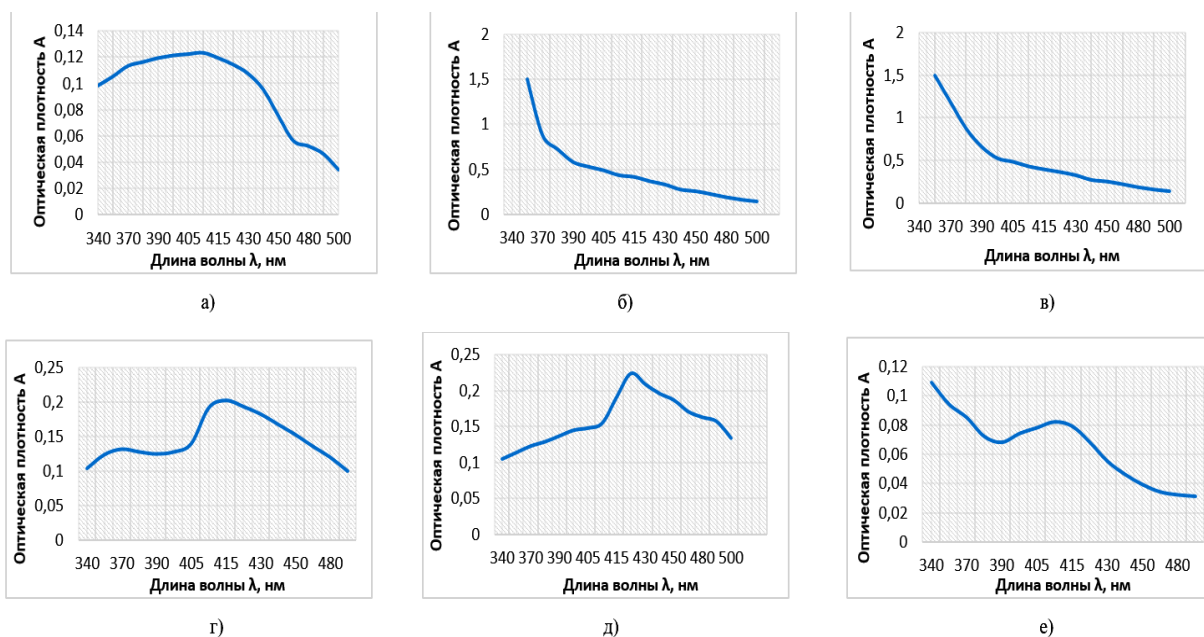 Оптическая плотность А
0,14
0,12
0,1
0,08
0,06
0,04
0,02
0
340 370 390 405 415 430 450 480 500
Длина волны λ, нм
а)
Оптическая плотность А
2
1,5
1
0,5
0
340 370 390 405 415 430 450 480 500
Длина волны λ, нм
б)
Оптическая плотность А
2
1,5
1
0,5
0
340 370 390 405 415 430 450 480 500
Длина волны λ, нм
в)
Оптическая плотность А
0,25
0,2
0,15
0,1
0,05
0
340 370 390 405 415 430 450 480
Длина волны λ, нм
г)
Оптическая плотность А
0,25
0,2
0,15
0,1
0,05
0
340 370 390 405 415 430 450 480 500
Длина волны λ, нм
д)
Оптическая плотность А
0,12
0,1
0,08
0,06
0,04
0,02
0
340 370 390 405 415 430 450 480
Длина волны λ, нм
е)